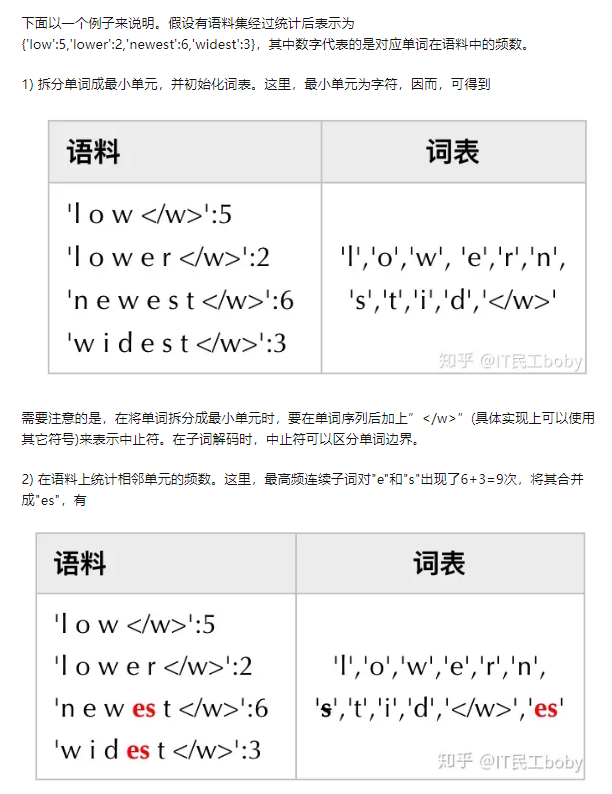 下面以一个例子来说明。假设有语料集经过统计后表示为
{'low':5,'lower':2,'newest':6,'widest':3}，其中数字代表的是对应单词在语料中的频数。
1) 拆分单词成最小单元，并初始化词表。这里，最小单元为字符，因而，可得到
语料
词表
'l o w </w>':5
'l o w e r </w>':2
'n e w e s t </w>':6
'w i d e s t </w>':3
'l','o','w', 'e','r','n',
's','t','i','d','</w>'
知乎 @IT民工boby
需要注意的是，在将单词拆分成最小单元时，要在单词序列后加上”</w>”(具体实现上可以使用
其它符号)来表示中止符。在子词解码时，中止符可以区分单词边界。
2) 在语料上统计相邻单元的频数。这里，最高频连续子词对"e"和"s"出现了6+3=9次，将其合并
成"es"，有
语料
词表
'l o w </w>':5
'l o w e r </w>':2
'n e w es t </w>':6
'w i d es t </w>':3
'l','o','w','e','r','n',
's','t','i','d','</w>','es'
知乎 @IT民工boby